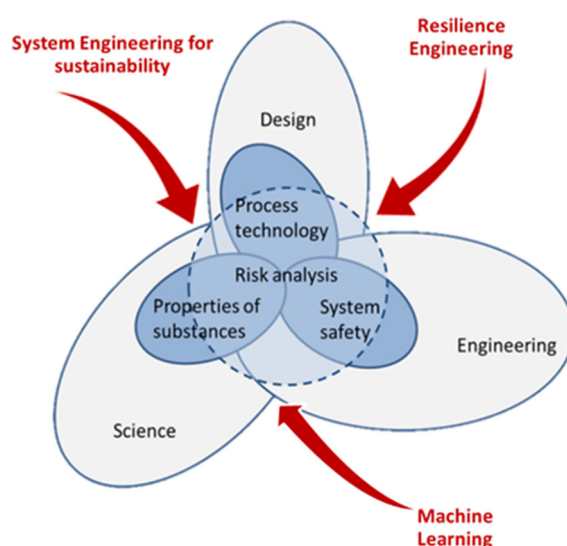 System Engineering for
sustainability
Resilience
Engineering
Design
Process
technology
Risk analysis
Properties of
substances
System
safety
Engineering
Science
Machine
Learning